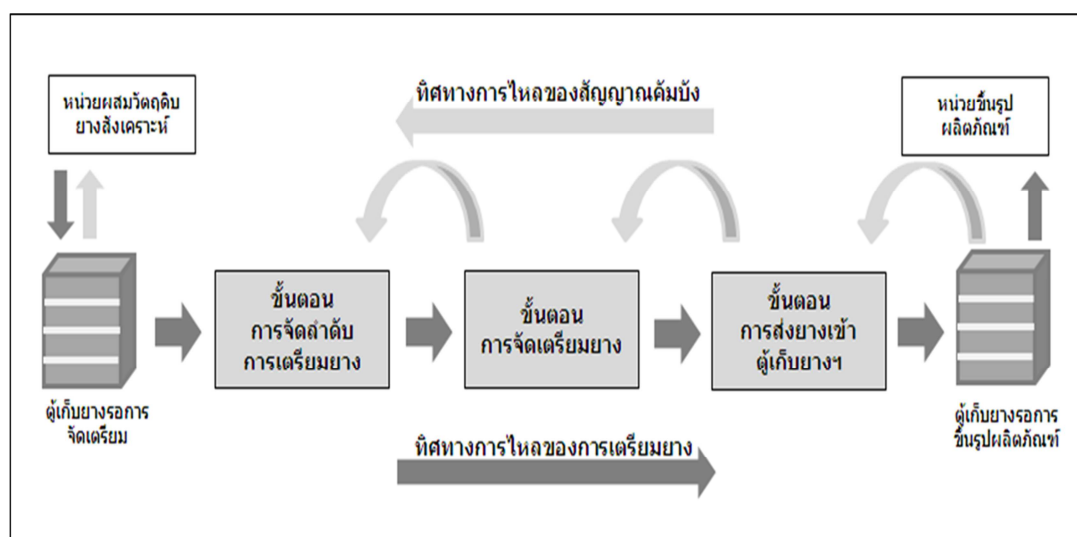 หน่วยผสมวัตถุดิบ
ยางสังเคราะห์
ทิศทางการไหลของสัญญาณคัมบัง
หน่วยขึ้นรูป
ผลิตภัณฑ์
ขั้นตอน
การจัดลำดับ
การเตรียมยาง
ขั้นตอน
การจัดเตรียมยาง
ขั้นตอน
การส่งยางเข้า
ตู้เก็บยางฯ
ตู้เก็บยางรอการ
จัดเตรียม
ตู้เก็บยางรอการ
ขึ้นรูปผลิตภัณฑ์
ทิศทางการไหลของการเตรียมยาง